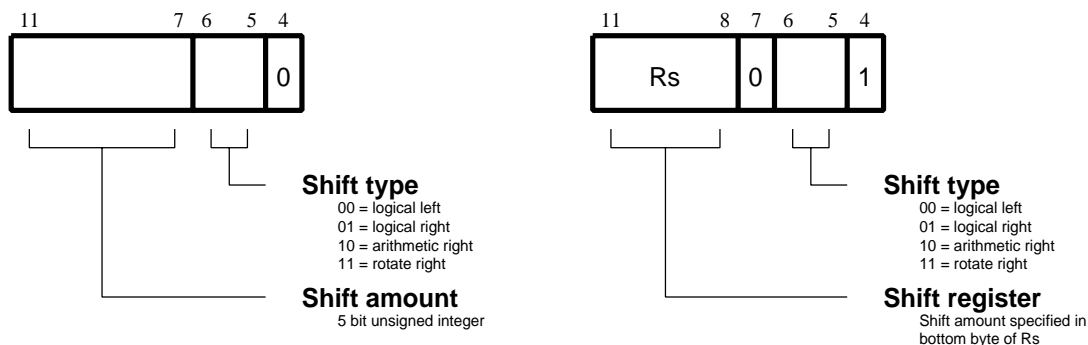 11 7 6 5 4
0
Shift type
00 = logical left
01 = logical right
10 = arithmetic right
11 = rotate right
Shift amount
5 bit unsigned integer
11 8 7 6 5 4
Rs 0 1
Shift type
00 = logical left
01 = logical right
10 = arithmetic right
11 = rotate right
Shift register
Shift amount specified in
bottom byte of Rs